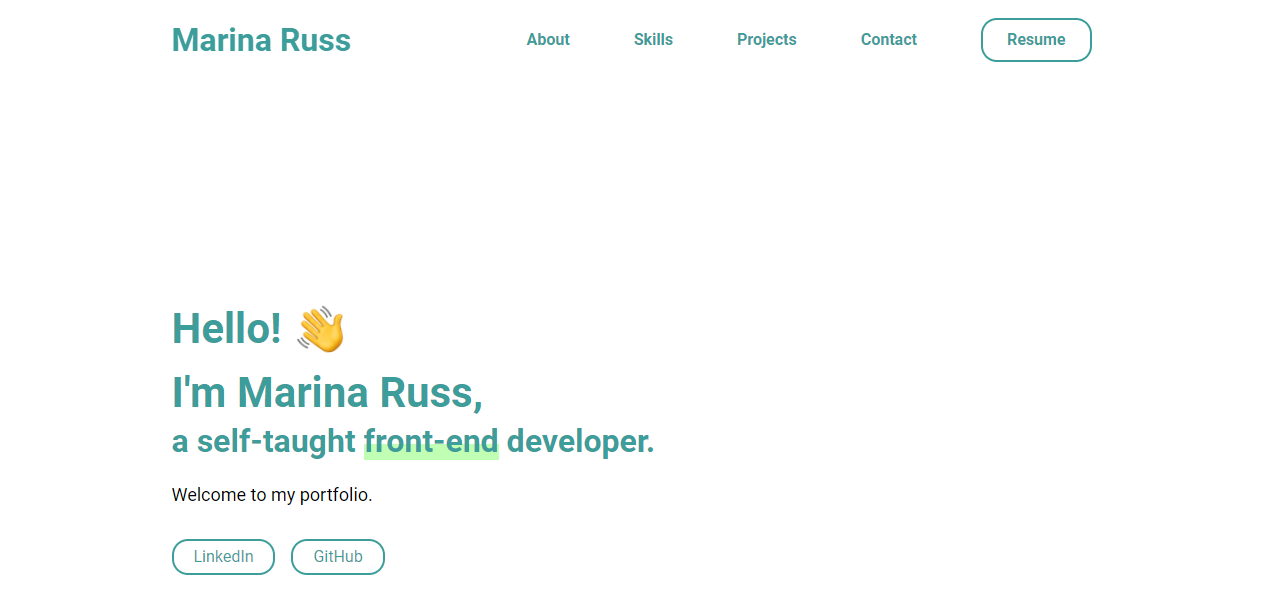 Marina Russ
About Skills Projects Contact Resume
Hello! 👋
I'm Marina Russ,
a self-taught front-end developer.
Welcome to my portfolio.
LinkedIn GitHub